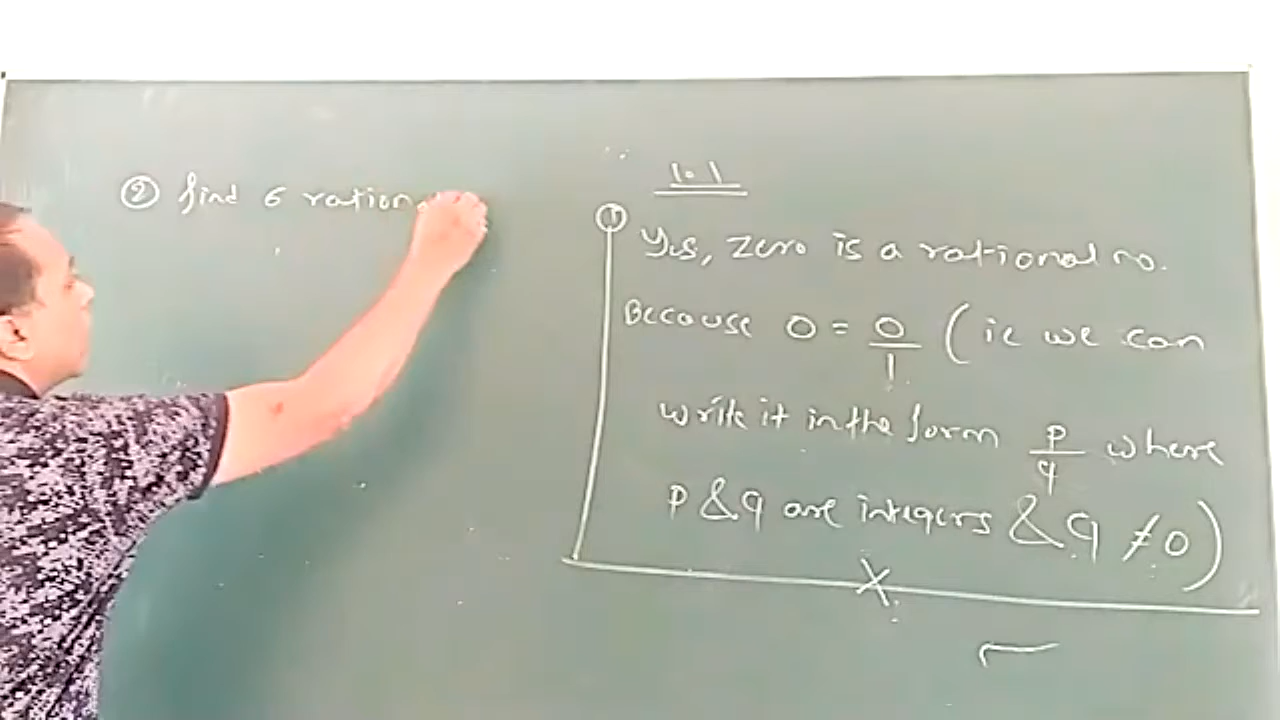 ② find 6 ration
1.1
① Yes, zero is a rational no.
Because 0 = 0/1 (ie we can
write it in the form p/q where
p & q are integers & q ≠ 0)
X